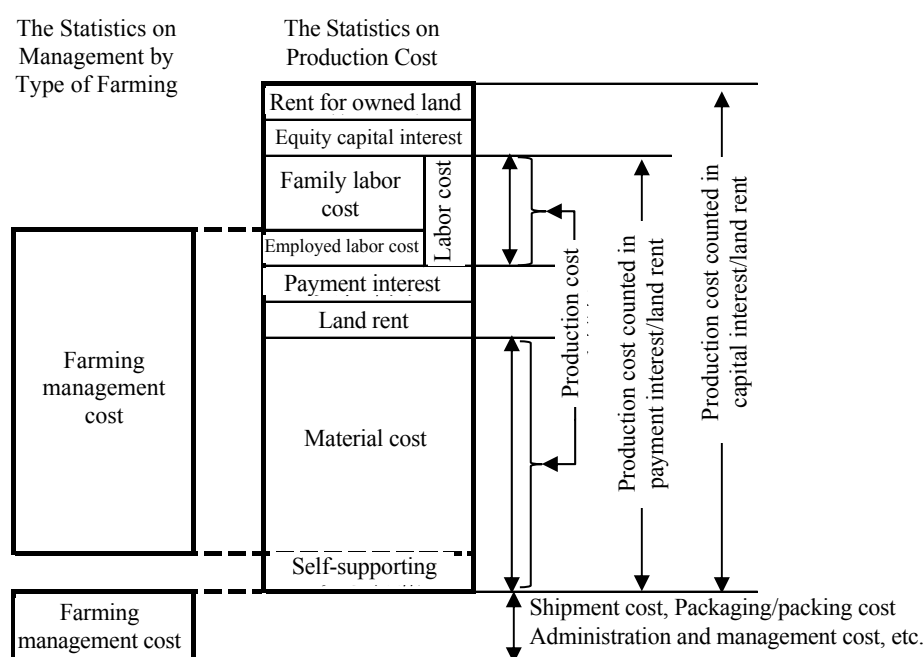 The Statistics on
Management by
Type of Farming
The Statistics on
Production Cost
Rent for owned land
Equity capital interest
Family labor
cost
Labor cost
Employed labor cost
Payment interest
Land rent
Farming
management
cost
Material cost
Self-supporting
Production cost
Production cost counted in
payment interest/land rent
Production cost counted in
capital interest/land rent
Farming
management cost
Shipment cost, Packaging/packing cost
Administration and management cost, etc.